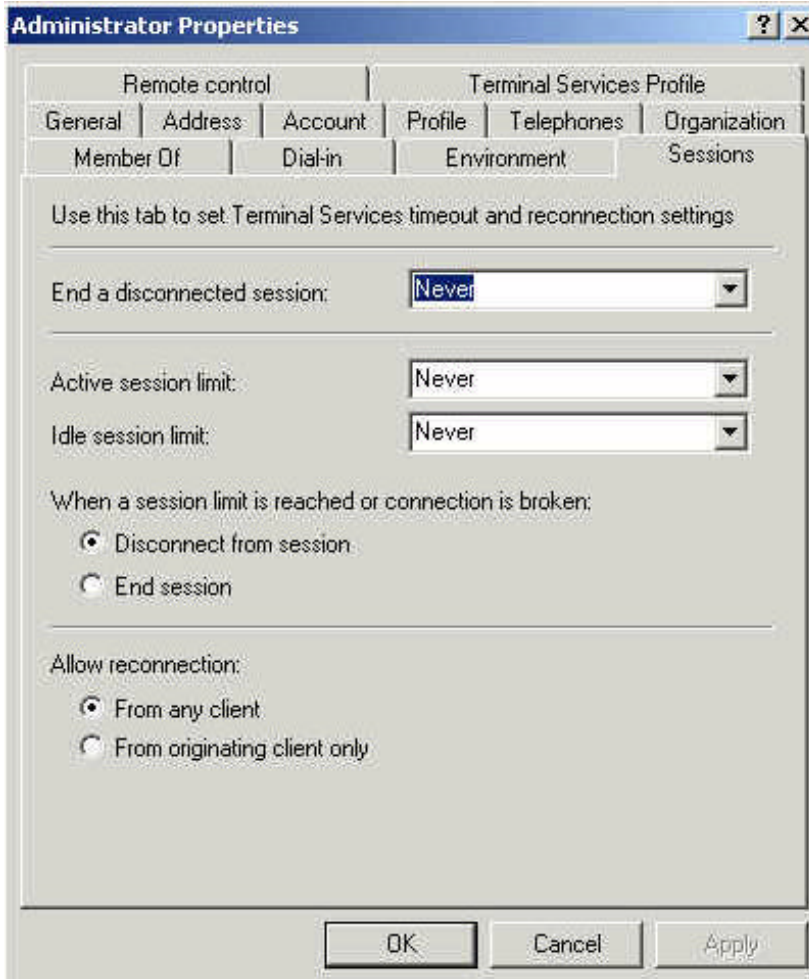 Administrator Properties
Remote control Terminal Services Profile
General Address Account Profile Telephones Organization
Member Of Dial-in Environment Sessions
Use this tab to set Terminal Services timeout and reconnection settings
End a disconnected session: Never
Active session limit: Never
Idle session limit: Never
When a session limit is reached or connection is broken:
Disconnect from session
End session
Allow reconnection:
From any client
From originating client only
OK Cancel Apply